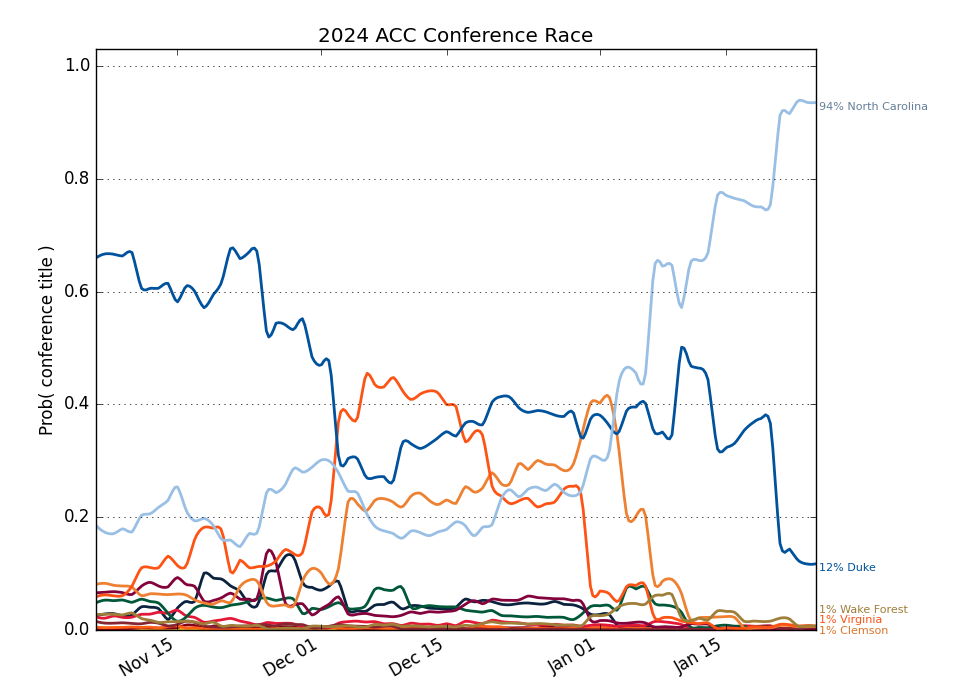 2024 ACC Conference Race
1.0
0.8
0.6
0.4
0.2
0.0
Prob( conference title )
Nov 15
Dec 01
Dec 15
Jan 01
Jan 15
94% North Carolina
12% Duke
1% Wake Forest
1% Virginia
1% Clemson